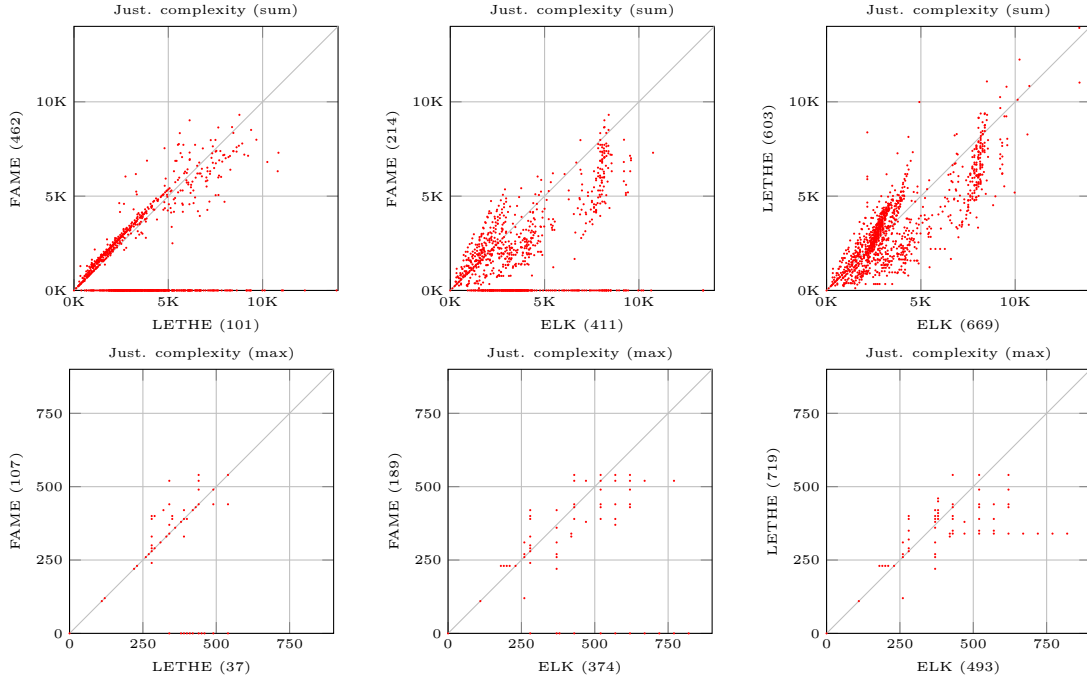 Just. complexity (sum)
10K
5K
0K
0K
5K
10K
FAME (462)
LETHE (101)
Just. complexity (sum)
10K
5K
0K
0K
5K
10K
FAME (214)
ELK (411)
Just. complexity (sum)
10K
5K
0K
0K
5K
10K
LETHE (603)
ELK (669)
Just. complexity (max)
750
500
250
0
0
250
500
750
FAME (107)
LETHE (37)
Just. complexity (max)
750
500
250
0
0
250
500
750
FAME (189)
ELK (374)
Just. complexity (max)
750
500
250
0
0
250
500
750
LETHE (719)
ELK (493)